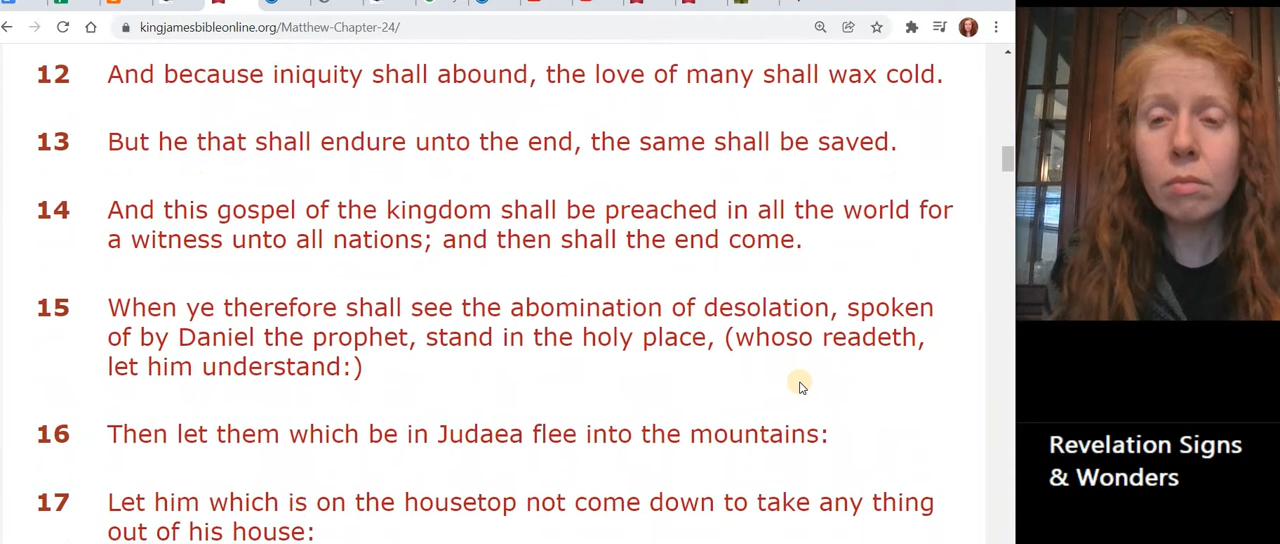 kingjamesbibleonline.org/Matthew-Chapter-24/
12 And because iniquity shall abound, the love of many shall wax cold.
13 But he that shall endure unto the end, the same shall be saved.
14 And this gospel of the kingdom shall be preached in all the world for
a witness unto all nations; and then shall the end come.
15 When ye therefore shall see the abomination of desolation, spoken
of by Daniel the prophet, stand in the holy place, (whoso readeth,
let him understand:)
16 Then let them which be in Judaea flee into the mountains:
17 Let him which is on the housetop not come down to take any thing
out of his house:
Revelation Signs
& Wonders